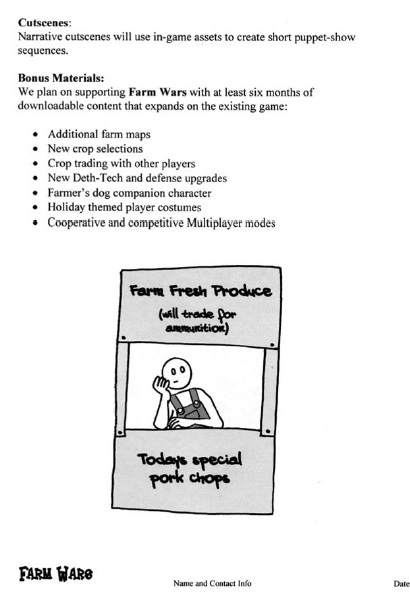 Cutscenes:
Narrative cutscenes will use in-game assets to create short puppet-show
sequences.
Bonus Materials:
We plan on supporting Farm Wars with at least six months of
downloadable content that expands on the existing game:
• Additional farm maps
• New crop selections
• Crop trading with other players
• New Deth-Tech and defense upgrades
• Farmer's dog companion character
• Holiday themed player costumes
• Cooperative and competitive Multiplayer modes
Farm Fresh Produce
(will trade for
ammunition)
Todays special
pork chops
FARM WARS
Name and Contact Info
Date